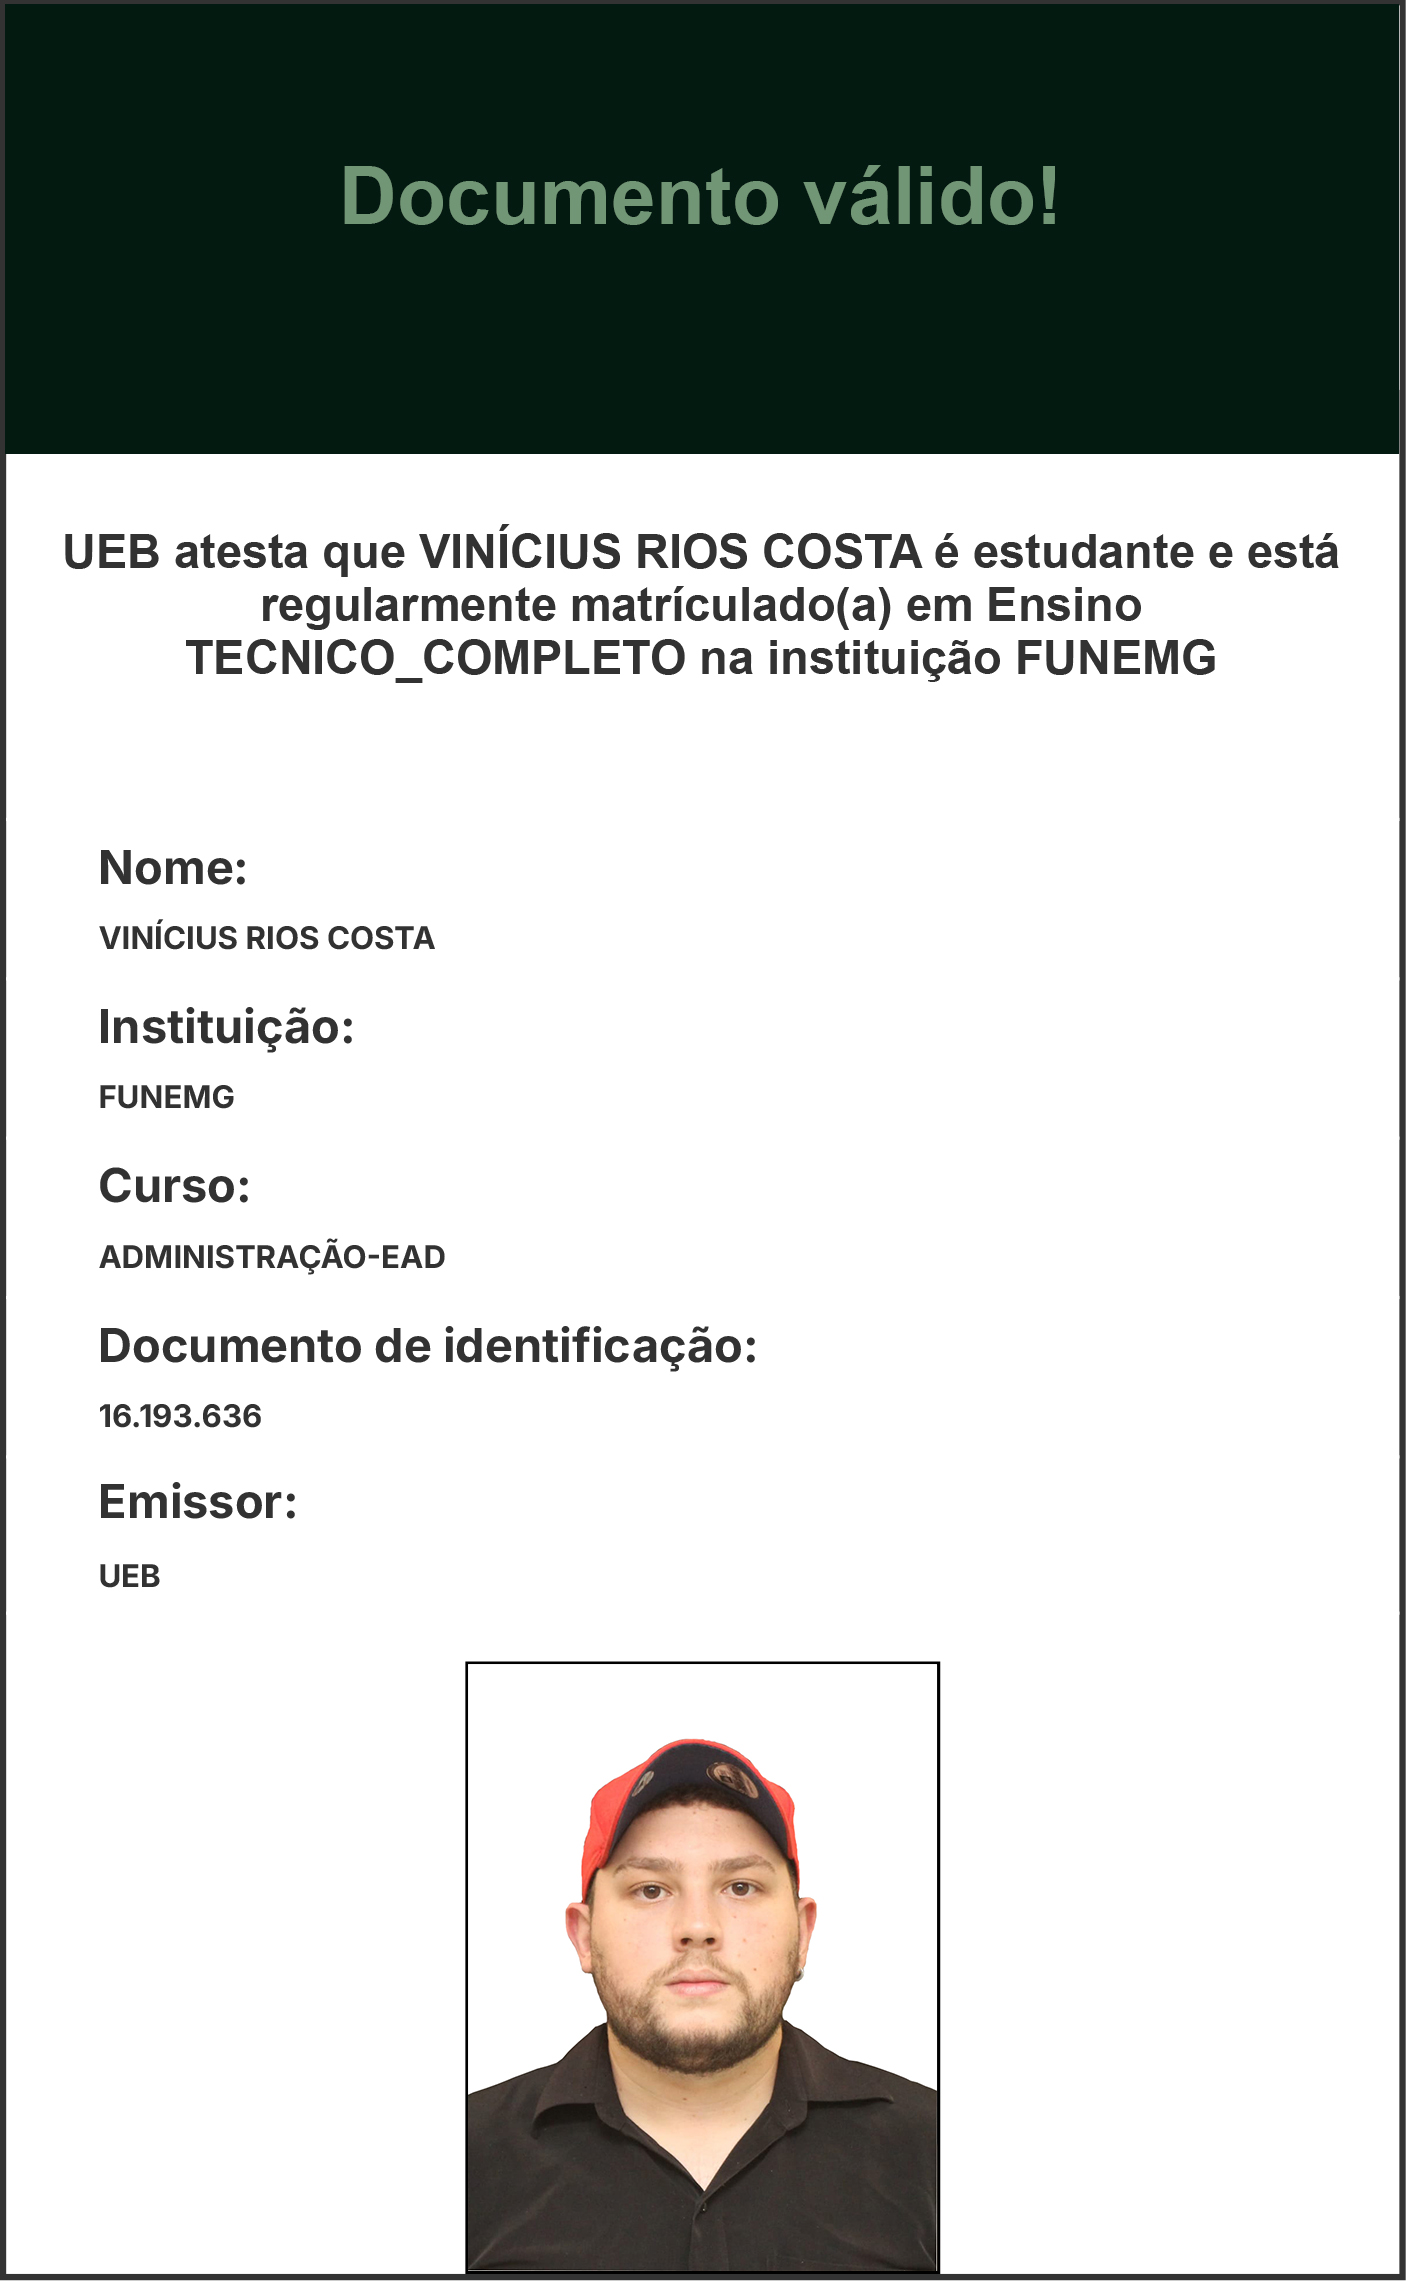 Documento válido!
UEB atesta que VINÍCIUS RIOS COSTA é estudante e está
regularmente matrículado(a) em Ensino
TECNICO_COMPLETO na instituição FUNEMG
Nome:
VINÍCIUS RIOS COSTA
Instituição:
FUNEMG
Curso:
ADMINISTRAÇÃO-EAD
Documento de identificação:
16.193.636
Emissor:
UEB